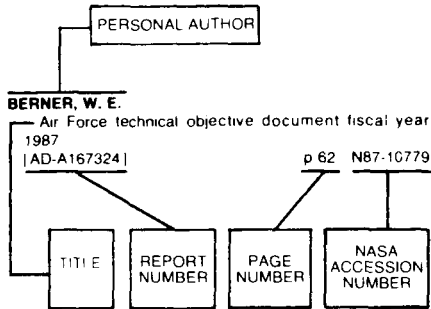 PERSONAL AUTHOR
BERNER, W. E.
Air Force technical objective document fiscal year
1987
[AD-A167324] p 62 N87-10779
TITLE REPORT NUMBER PAGE NUMBER NASA ACCESSION NUMBER